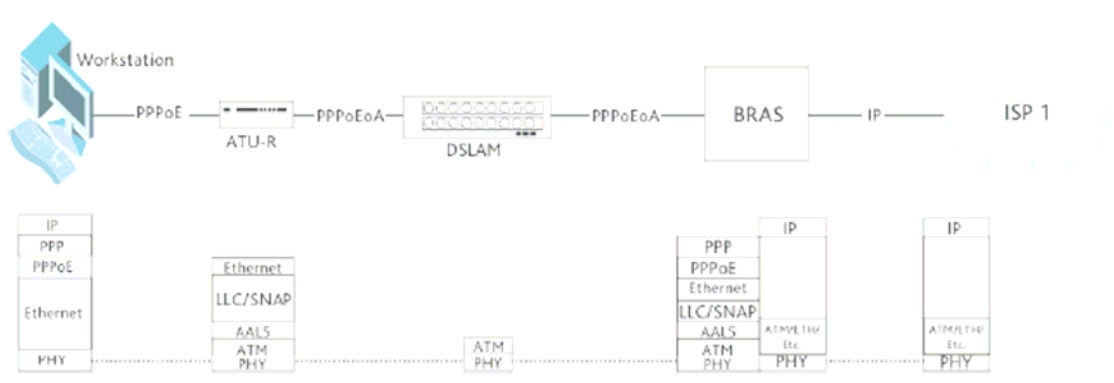 Workstation
PPPoE
PPPoEoA
PPPoEoA
BRAS
IP
ISP 1
ATU-R
DSLAM
IP
PPP
PPPoE
Ethernet
PHY
Ethernet
LLC/SNAP
AAL5
ATM
PHY
ATM
PHY
PPP
PPPoE
Ethernet
LLC/SNAP
AAL5
ATM
PHY
IP
ATM/ETH/
Etc.
PHY
IP
ATM/ETH/
Etc.
PHY